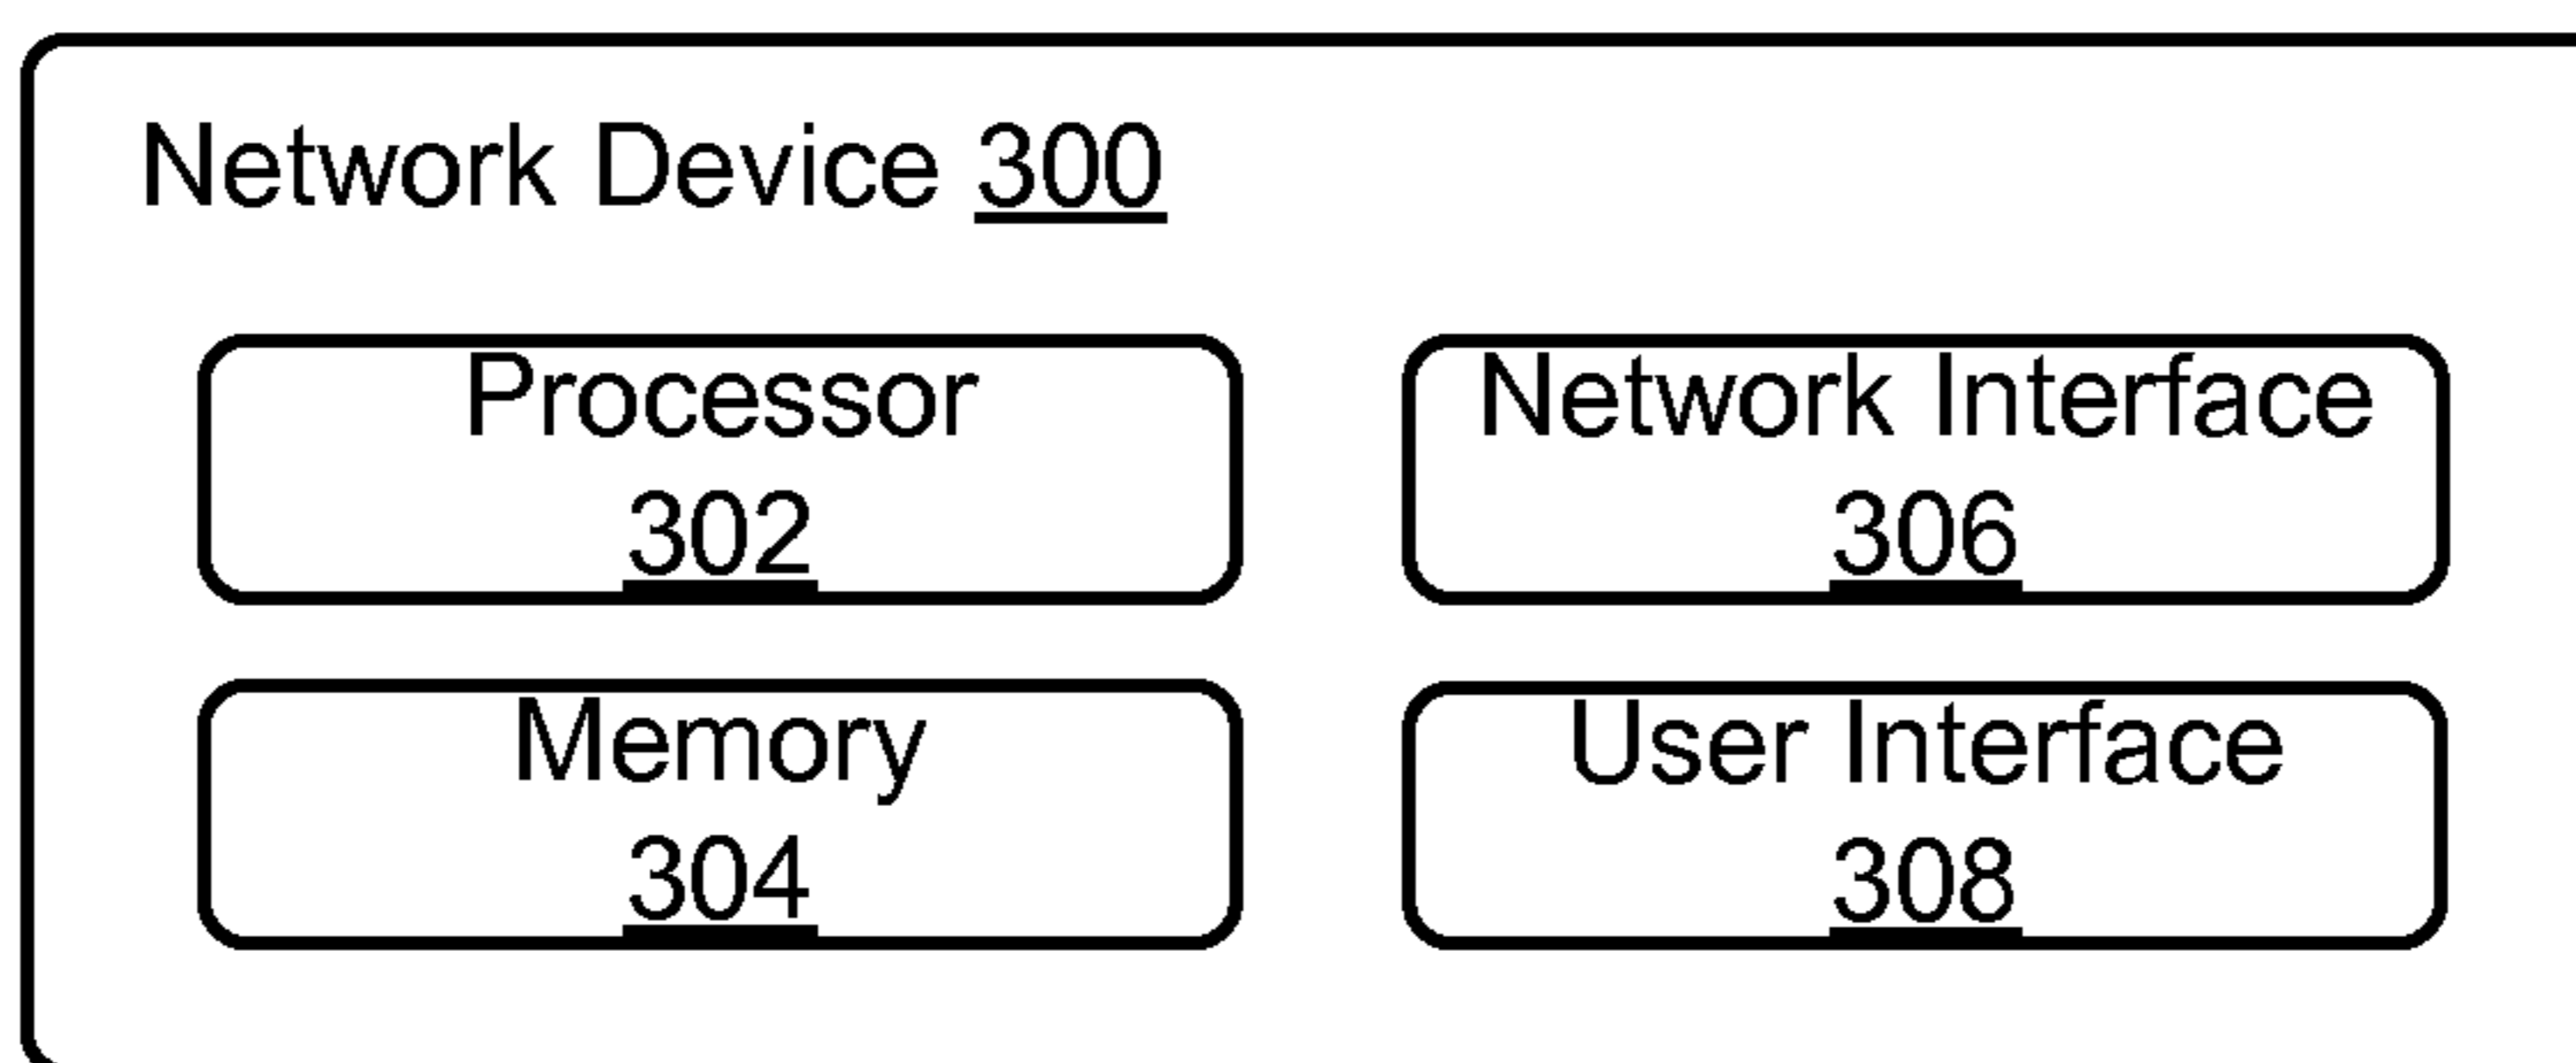 Network Device 300
Processor
302
Network Interface
306
Memory
304
User Interface
308